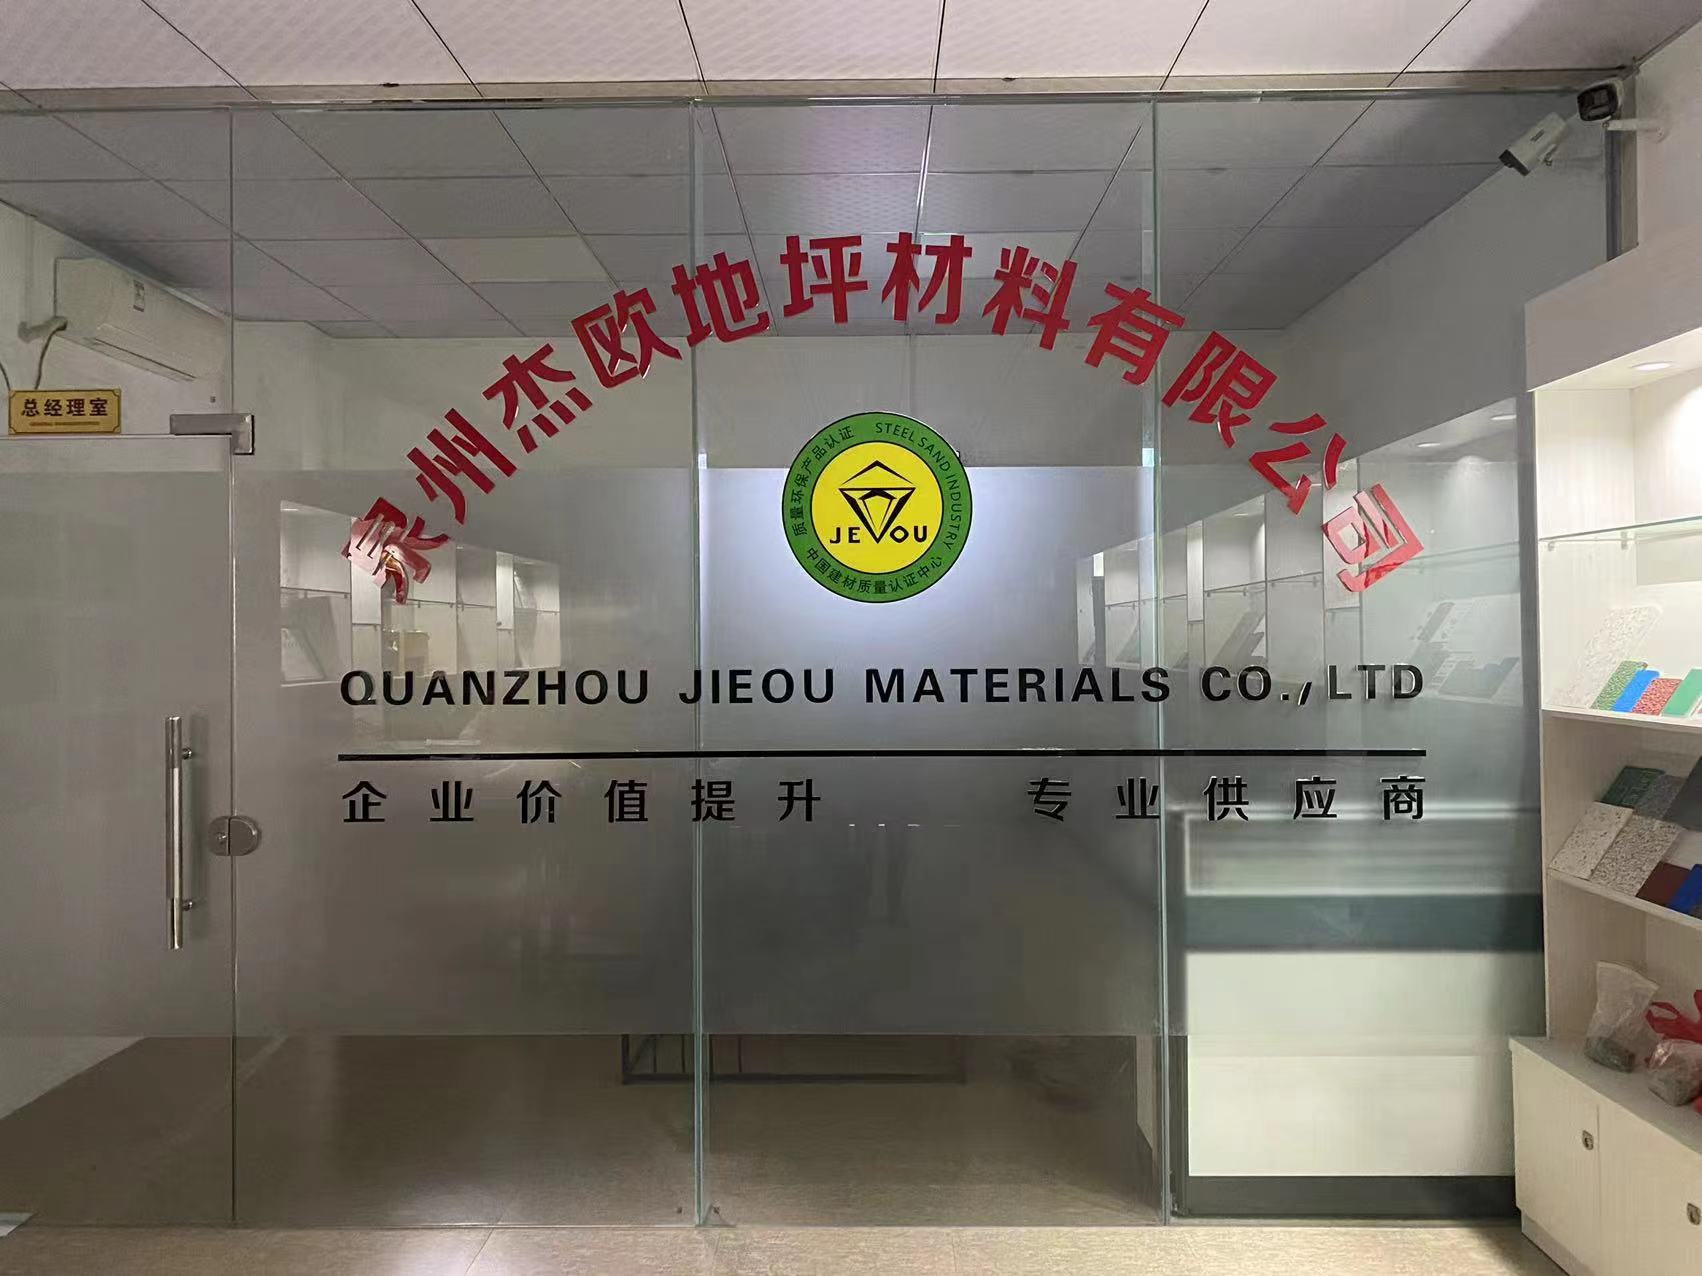 泉州杰欧地坪材料有限公司
总经理室
质量环保产品认证 STEEL SAND INDUSTRY
JEVOU
中国建材质量认证中心
QUANZHOU JIEOU MATERIALS CO.,LTD
企业价值提升 专业供应商